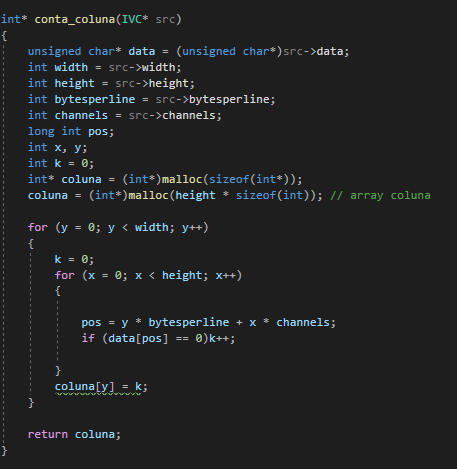 int* conta_coluna(IVC* src)
{
    unsigned char* data = (unsigned char*)src->data;
    int width = src->width;
    int height = src->height;
    int bytesperline = src->bytesperline;
    int channels = src->channels;
    long int pos;
    int x, y;
    int k = 0;
    int* coluna = (int*)malloc(sizeof(int*));
    coluna = (int*)malloc(height * sizeof(int)); // array coluna
    for (y = 0; y < width; y++)
    {
        k = 0;
        for (x = 0; x < height; x++)
        {
            pos = y * bytesperline + x * channels;
            if (data[pos] == 0)k++;
        }
        coluna[y] = k;
    }
    return coluna;
}